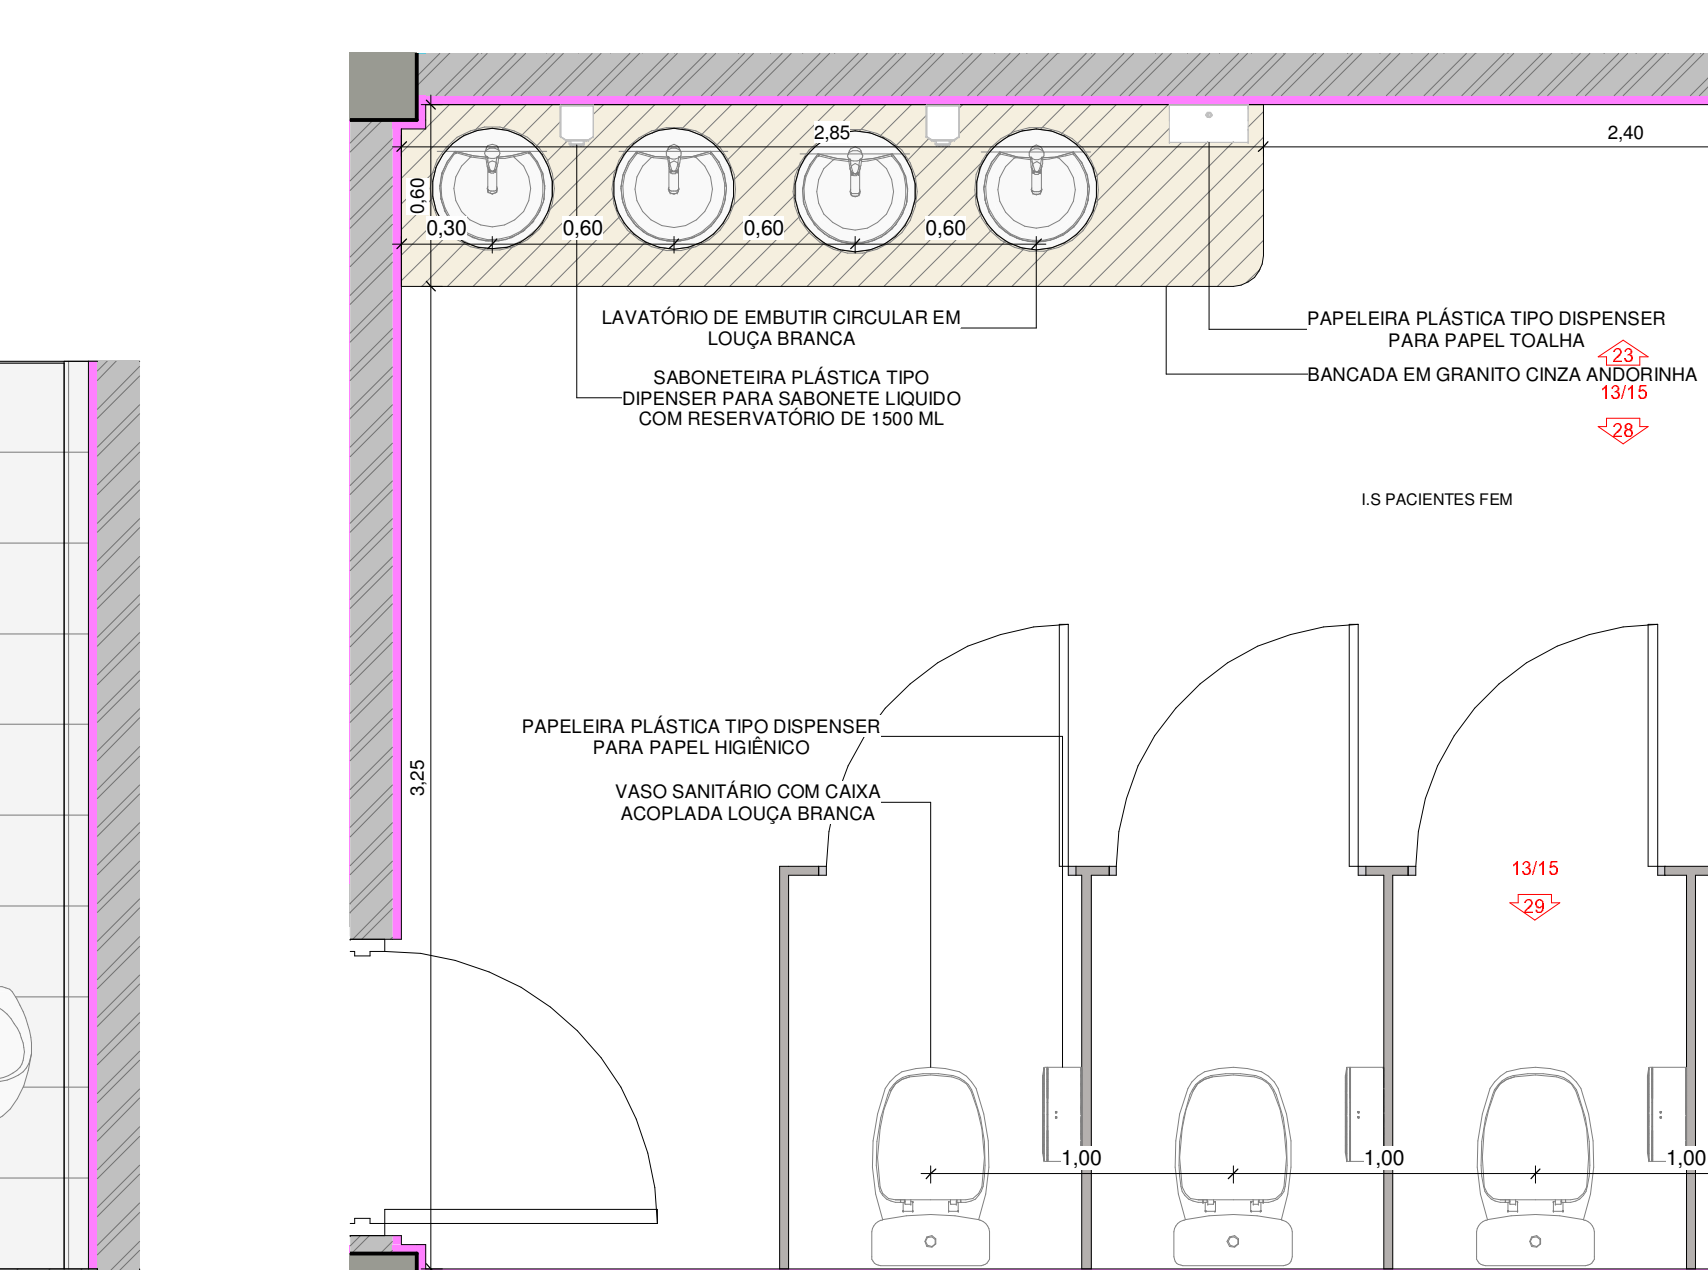 2,85
2,40
0,60
0,30
0,60
0,60
0,60
LAVATÓRIO DE EMBUTIR CIRCULAR EM
LOUÇA BRANCA
PAPELEIRA PLÁSTICA TIPO DISPENSER
PARA PAPEL TOALHA
23
BANCADA EM GRANITO CINZA ANDORINHA
13/15
28
SABONETEIRA PLÁSTICA TIPO
DIPENSER PARA SABONETE LIQUIDO
COM RESERVATÓRIO DE 1500 ML
I.S PACIENTES FEM
PAPELEIRA PLÁSTICA TIPO DISPENSER
PARA PAPEL HIGIÊNICO
3,25
VASO SANITÁRIO COM CAIXA
ACOPLADA LOUÇA BRANCA
13/15
29
1,00
1,00
1,00